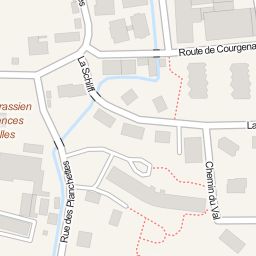 Route de Courgena
La Schliff
rassien
ences
lles
La
Chemin du Val
Rue des Planchettes